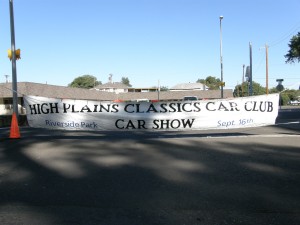 HIGH PLAINS CLASSICS CAR CLUB
Riverside Park CAR SHOW Sept. 16th